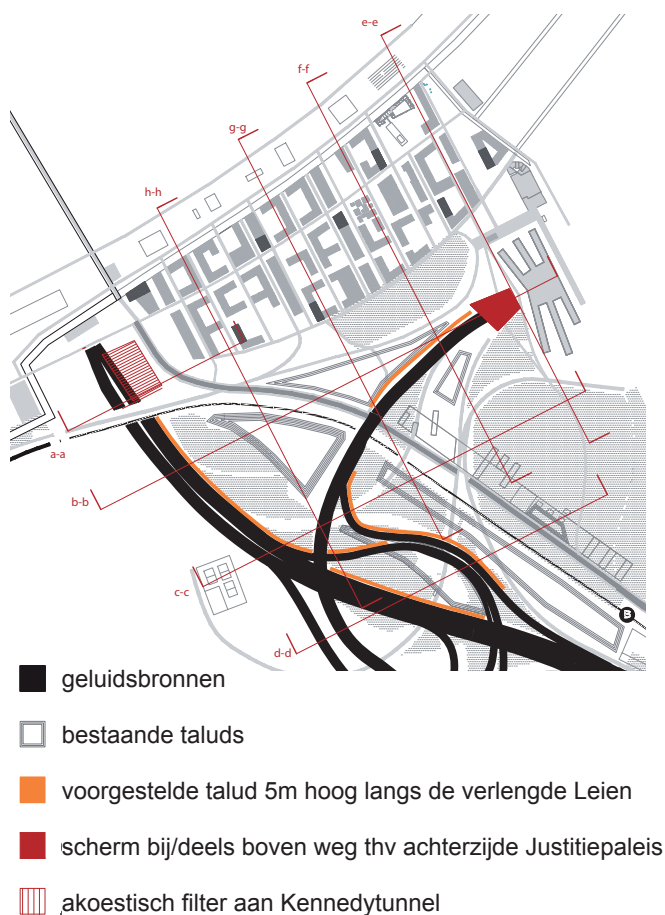 e-e
f-f
g-g
h-h
a-a
b-b
c-c
d-d
B
geluidsbronnen
bestaande taluds
voorgestelde talud 5m hoog langs de verlengde Leien
scherm bij/deels boven weg thv achterzijde Justitiepaleis
akoestisch filter aan Kennedytunnel